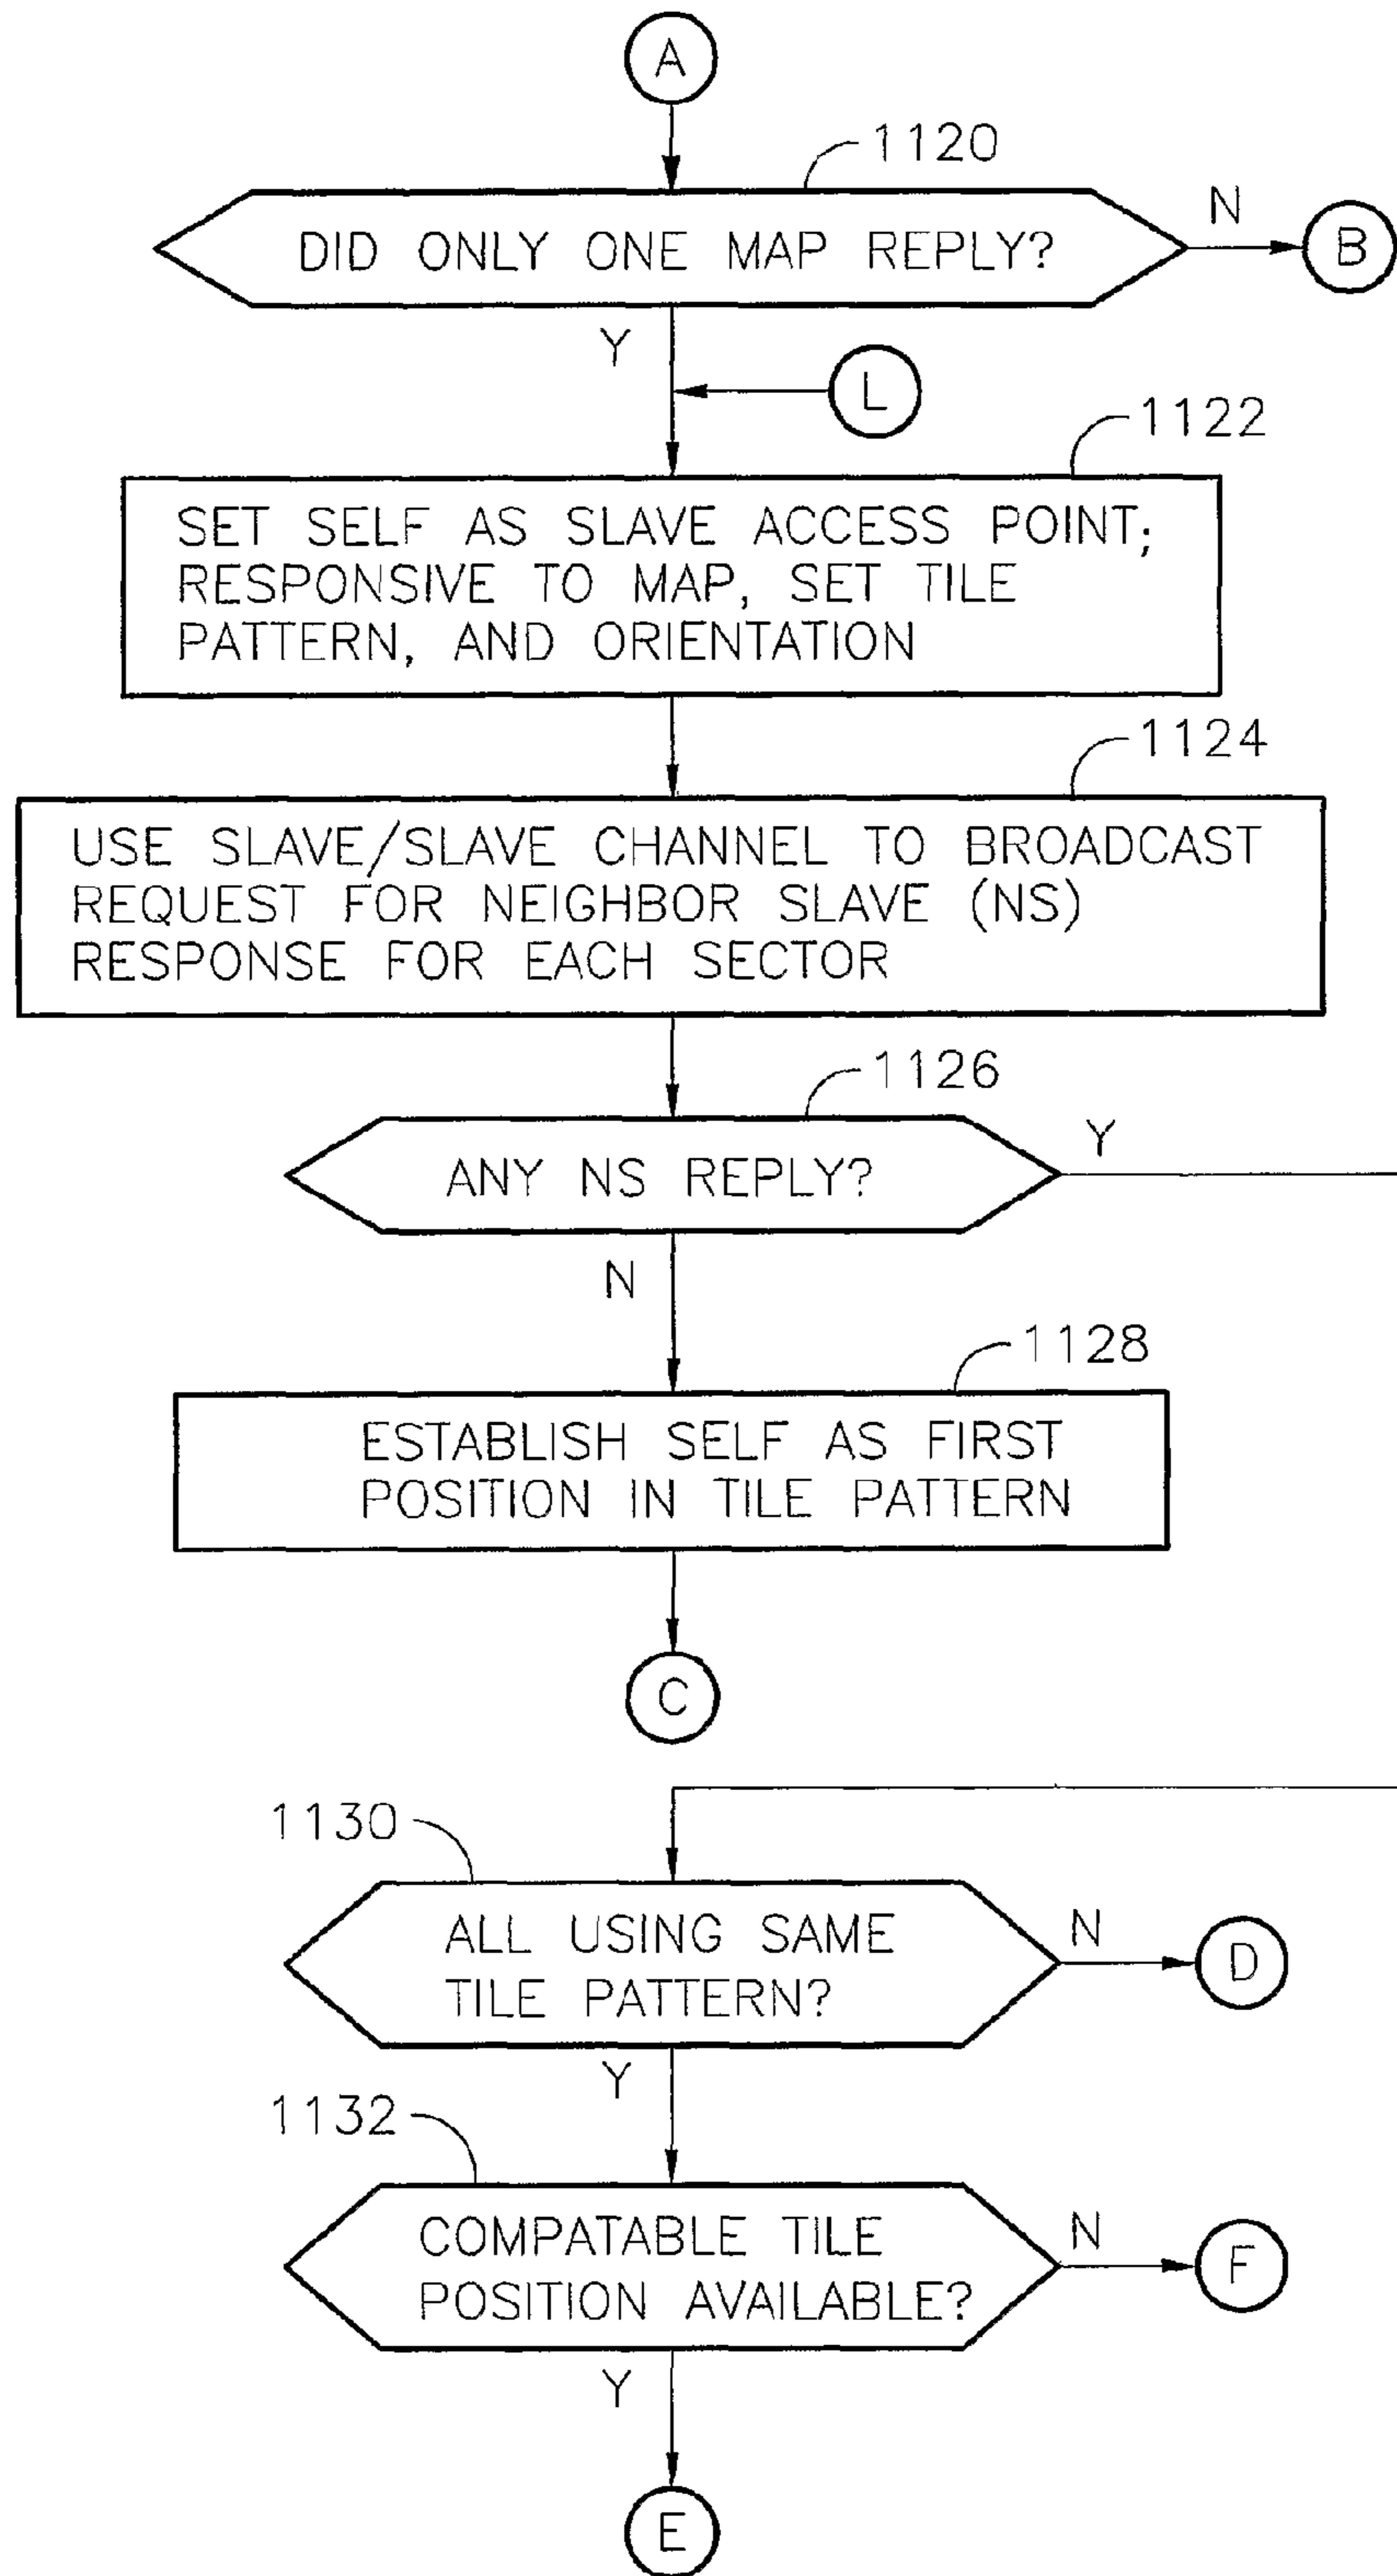 A
1120
DID ONLY ONE MAP REPLY?
N
B
Y
L
1122
SET SELF AS SLAVE ACCESS POINT;
RESPONSIVE TO MAP, SET TILE
PATTERN, AND ORIENTATION
1124
USE SLAVE/SLAVE CHANNEL TO BROADCAST
REQUEST FOR NEIGHBOR SLAVE (NS)
RESPONSE FOR EACH SECTOR
1126
ANY NS REPLY?
Y
N
1128
ESTABLISH SELF AS FIRST
POSITION IN TILE PATTERN
C
1130
ALL USING SAME
TILE PATTERN?
N
D
Y
1132
COMPATABLE TILE
POSITION AVAILABLE?
N
F
Y
E